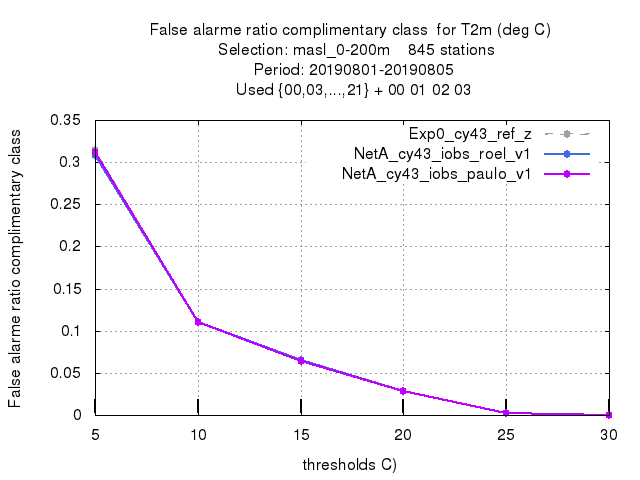 False alarme ratio complimentary class  for T2m (deg C)
Selection: masl_0-200m    845 stations
Period: 20190801-20190805
Used {00,03,...,21} + 00 01 02 03
False alarme ratio complimentary class
0.35
0.3
0.25
0.2
0.15
0.1
0.05
0
Exp0_cy43_ref_z
NetA_cy43_iobs_roel_v1
NetA_cy43_iobs_paulo_v1
5 10 15 20 25 30
thresholds C)